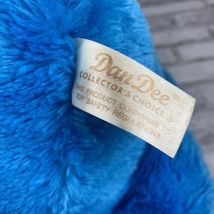 Dan Dee
COLLECTOR'S CHOICE ®
THIS PRODUCT CONFORMS TO
TOY SAFETY REGULATIONS